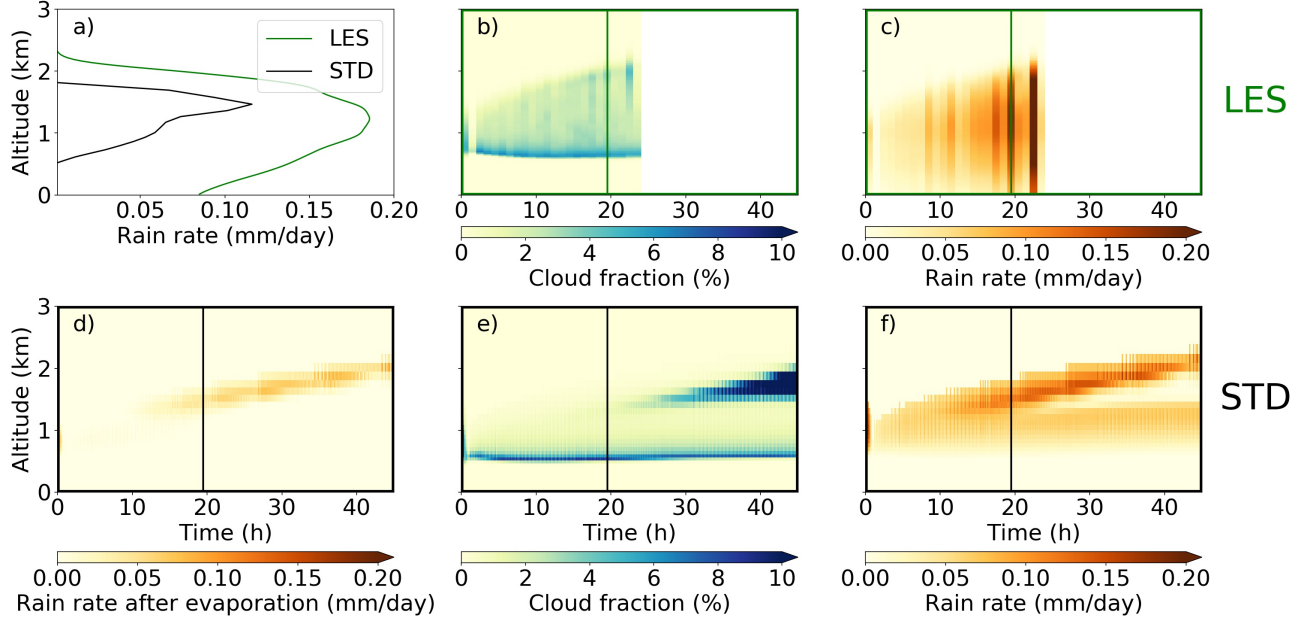 3
2
1
0
Altitude (km)
a)
LES
STD
0.05 0.10 0.15 0.20
Rain rate (mm/day)
b)
0 10 20 30 40
0 2 4 6 8 10
Cloud fraction (%)
c)
0 10 20 30 40
0.00 0.05 0.10 0.15 0.20
Rain rate (mm/day)
LES
3
2
1
0
Altitude (km)
d)
0 10 20 30 40
Time (h)
0.00 0.05 0.10 0.15 0.20
Rain rate after evaporation (mm/day)
e)
0 10 20 30 40
Time (h)
0 2 4 6 8 10
Cloud fraction (%)
f)
0 10 20 30 40
Time (h)
0.00 0.05 0.10 0.15 0.20
Rain rate (mm/day)
STD